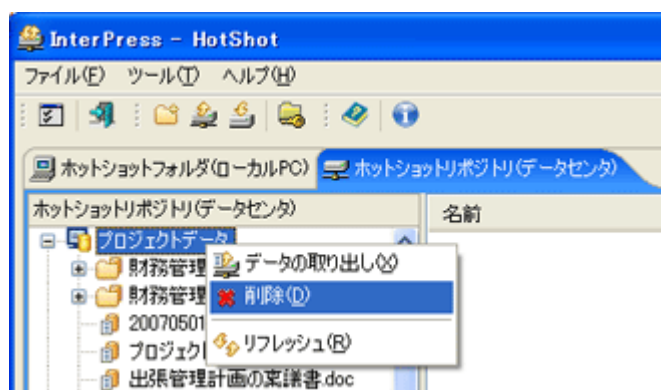 InterPress - HotShot
ファイル(F) ツール(T) ヘルプ(H)
ホットショットフォルダ(ローカルPC) ホットショットリポジトリ(データセンタ)
ホットショットリポジトリ(データセンタ) 名前
プロジェクトデータ
財務管理 データの取り出し(X)
財務管理 削除(D)
20070501
プロジェク リフレッシュ(R)
出張管理計画の稟議書.doc